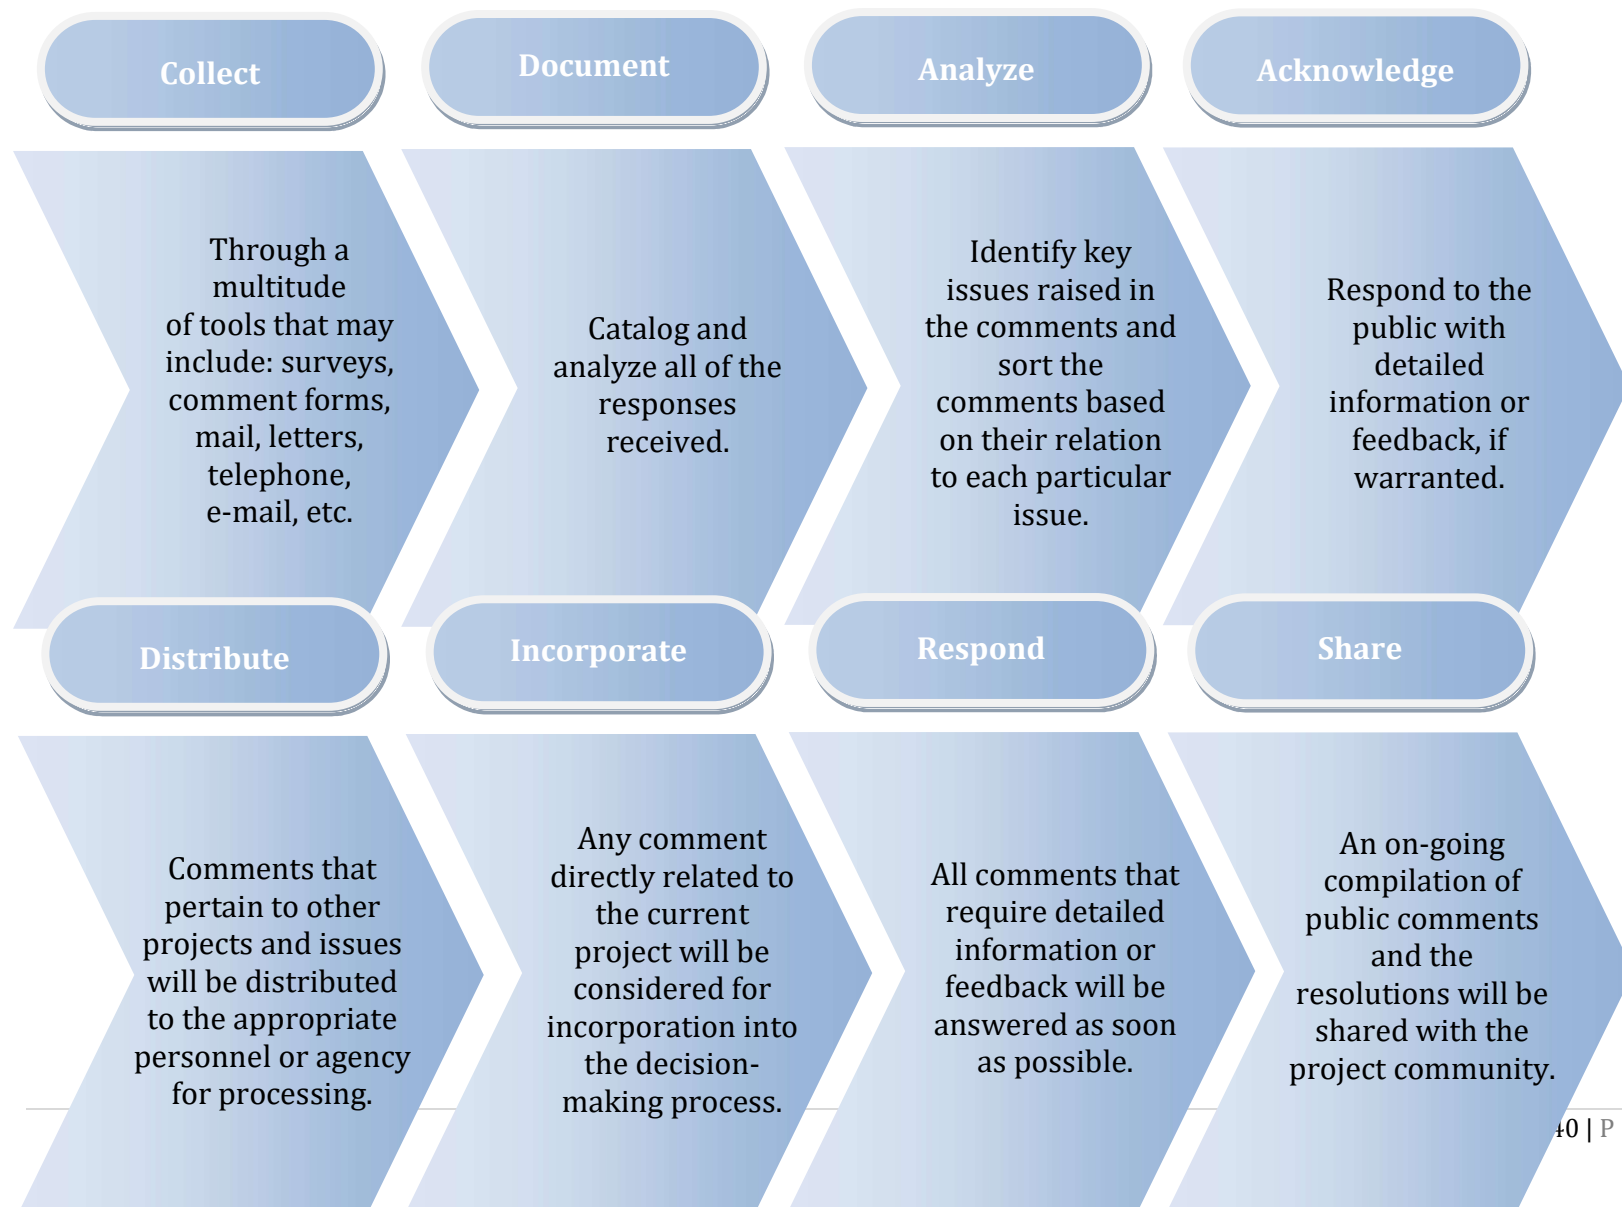 Collect
Document
Analyze
Acknowledge
Through a
multitude
of tools that may
include: surveys,
comment forms,
mail, letters,
telephone,
e-mail, etc.
Catalog and
analyze all of the
responses
received.
Identify key
issues raised in
the comments and
sort the
comments based
on their relation
to each particular
issue.
Respond to the
public with
detailed
information or
feedback, if
warranted.
Distribute
Incorporate
Respond
Share
Comments that
pertain to other
projects and issues
will be distributed
to the appropriate
personnel or agency
for processing.
Any comment
directly related to
the current
project will be
considered for
incorporation into
the decision-
making process.
All comments that
require detailed
information or
feedback will be
answered as soon
as possible.
An on-going
compilation of
public comments
and the
resolutions will be
shared with the
project community.
40 | P